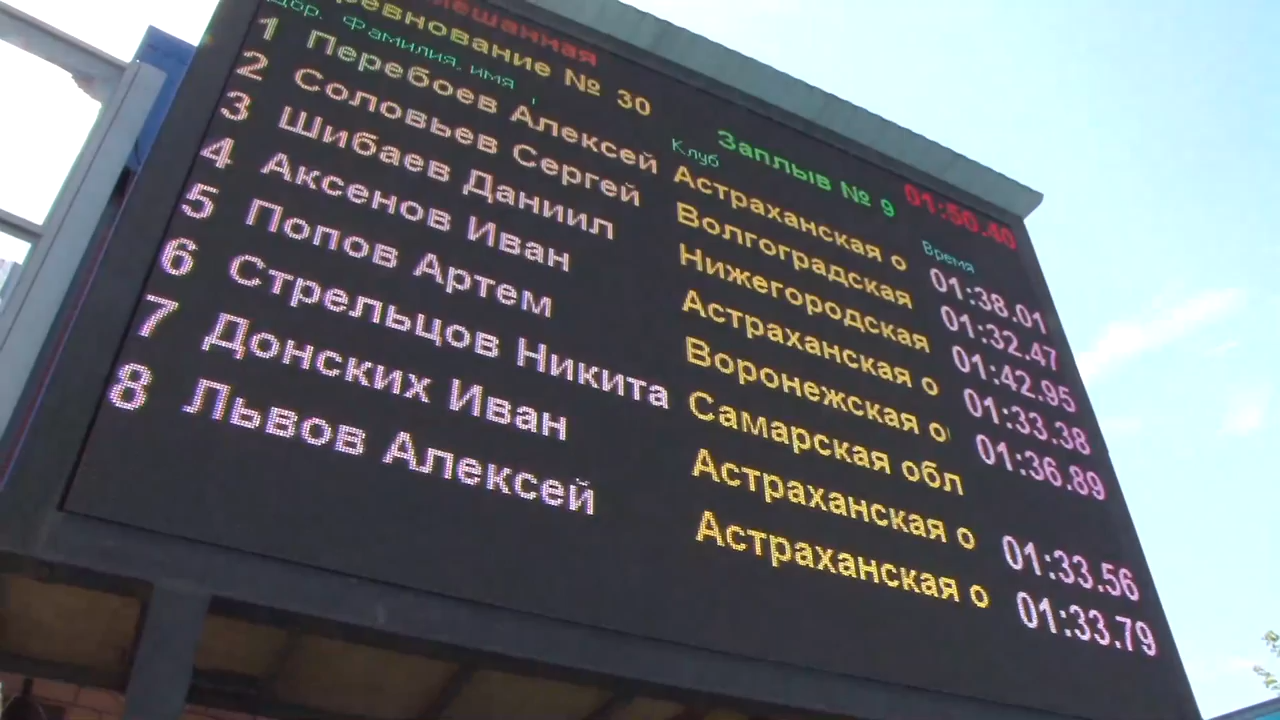 мешанная
ревнование № 30 Запlыв № 9 01:50.40
Дбр. Фамилия, имя Клуб Время
1 Перебоев Алексей Астраханская о 01:38.01
2 Соловьев Сергей Волгоградская 01:32.47
3 Шибаев Даниил Нижегородская 01:42.95
4 Аксенов Иван Астраханская о 01:33.38
5 Попов Артем Воронежская о 01:36.89
6 Стрельцов Никита Самарская обл
7 Донских Иван Астраханская о 01:33.56
8 Львов Алексей Астраханская о 01:33.79